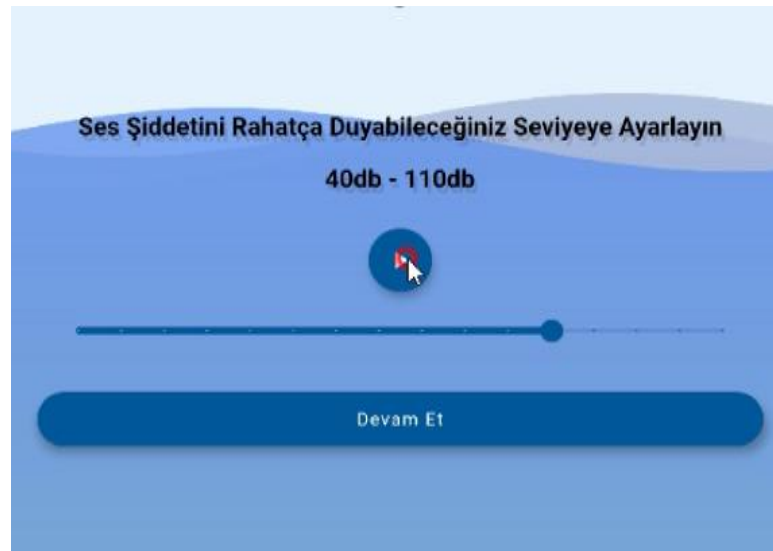 Ses Şiddetini Rahatça Duyabileceğiniz Seviyeye Ayarlayın
40db - 110db
Devam Et